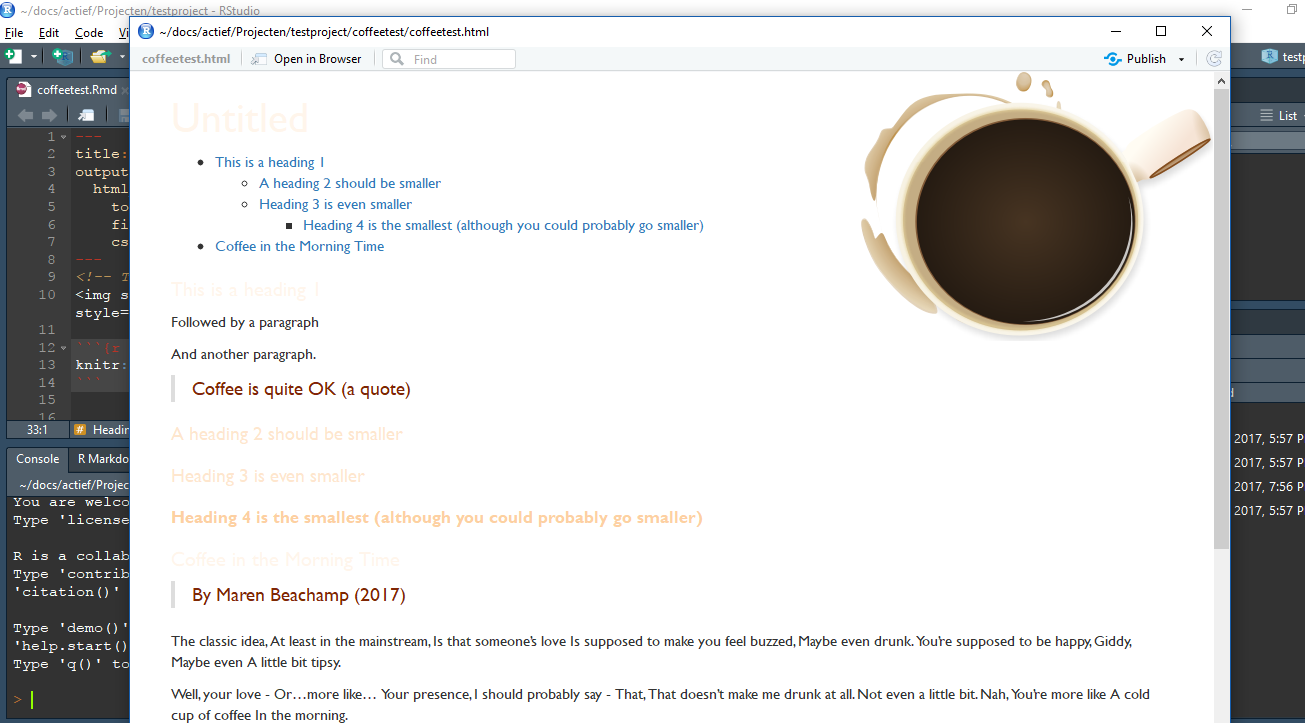 ~/docs/actief/Projecten/testproject - RStudio
File Edit Code
coffeetest.Rmd
1 ---
2 title:
3 output
4 html
5 to
6 fi
7 cs
8 ---
9 <!-- T
10 <img s
style=
11
12 ```{r
13 knitr:
14 ```
15
16
33:1 # Headin
Console R Markdo
~/docs/actief/Projec
You are welco
Type 'license
R is a collab
Type 'contrib
'citation()'
Type 'demo()'
'help.start()
Type 'q()' to
>
~/docs/actief/Projecten/testproject/coffeetest/coffeetest.html
coffeetest.html Open in Browser Find Publish
Untitled
This is a heading 1
A heading 2 should be smaller
Heading 3 is even smaller
Heading 4 is the smallest (although you could probably go smaller)
Coffee in the Morning Time
This is a heading 1
Followed by a paragraph
And another paragraph.
Coffee is quite OK (a quote)
A heading 2 should be smaller
Heading 3 is even smaller
Heading 4 is the smallest (although you could probably go smaller)
Coffee in the Morning Time
By Maren Beachamp (2017)
The classic idea, At least in the mainstream, Is that someone's love Is supposed to make you feel buzzed, Maybe even drunk. You're supposed to be happy, Giddy,
Maybe even A little bit tipsy.
Well, your love - Or…more like… Your presence, I should probably say - That, That doesn't make me drunk at all. Not even a little bit. Nah, You're more like A cold
cup of coffee In the morning.
testp
List
2017, 5:57 P
2017, 5:57 P
2017, 7:56 P
2017, 5:57 P